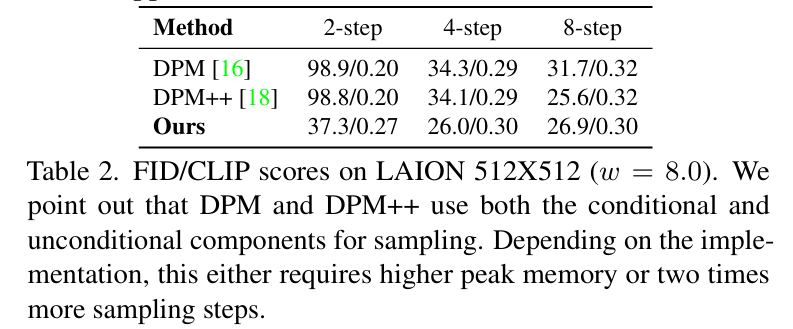 Method 2-step 4-step 8-step
DPM [16] 98.9/0.20 34.3/0.29 31.7/0.32
DPM++ [18] 98.8/0.20 34.1/0.29 25.6/0.32
Ours 37.3/0.27 26.0/0.30 26.9/0.30
Table 2. FID/CLIP scores on LAION 512X512 (w = 8.0). We
point out that DPM and DPM++ use both the conditional and
unconditional components for sampling. Depending on the imple-
mentation, this either requires higher peak memory or two times
more sampling steps.